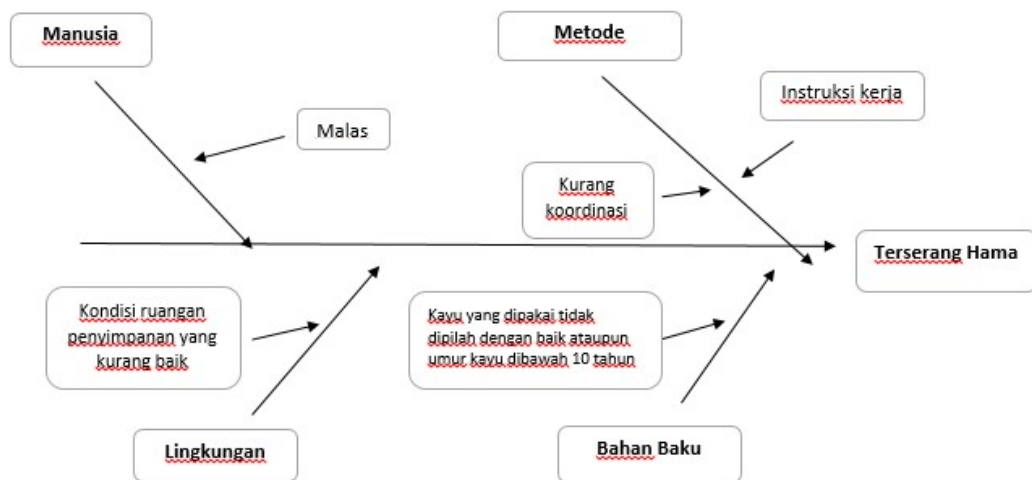 Manusia
Metode
Instruksi kerja
Malas
Kurang
koordinasi
Terserang Hama
Kondisi ruangan
penyimpanan yang
kurang baik
Kayu yang dipakai tidak
dipilah dengan baik ataupun
umur kayu dibawah 10 tahun
Lingkungan
Bahan Baku